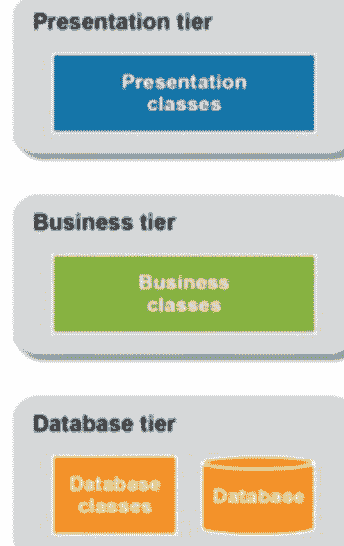 Presentation tier
Presentation
classes
Business tier
Business
classes
Database tier
Database
classes
Database